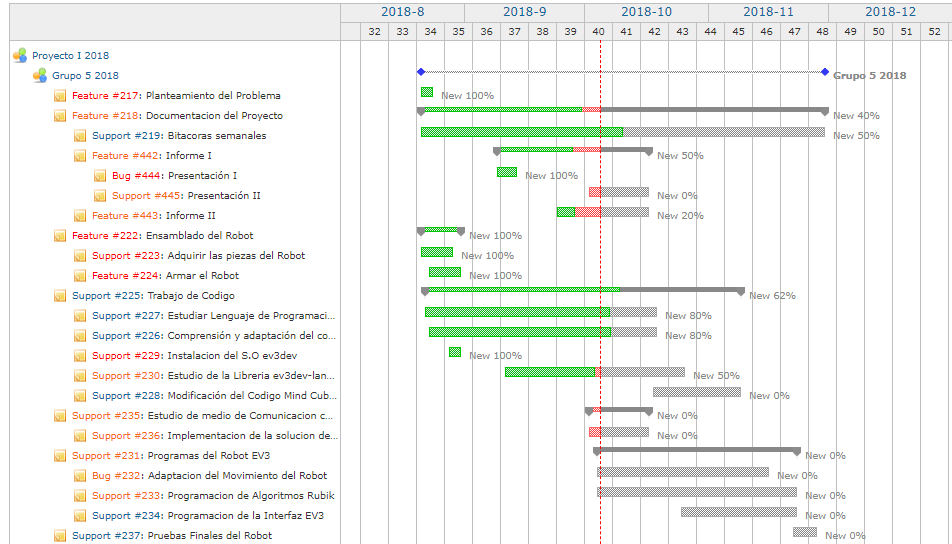 2018-8 2018-9 2018-10 2018-11 2018-12
32 33 34 35 36 37 38 39 40 41 42 43 44 45 46 47 48 49 50 51 52
Proyecto I 2018
Grupo 5 2018 Grupo 5 2018
Feature #217: Planteamiento del Problema New 100%
Feature #218: Documentacion del Proyecto New 40%
Support #219: Bitacoras semanales New 50%
Feature #442: Informe I New 50%
Bug #444: Presentación I New 100%
Support #445: Presentación II New 0%
Feature #443: Informe II New 20%
Feature #222: Ensamblado del Robot New 100%
Support #223: Adquirir las piezas del Robot New 100%
Feature #224: Armar el Robot New 100%
Support #225: Trabajo de Codigo New 62%
Support #227: Estudiar Lenguaje de Programaci... New 80%
Support #226: Comprensión y adaptación del co... New 80%
Support #229: Instalacion del S.O ev3dev New 100%
Support #230: Estudio de la Libreria ev3dev-lan... New 50%
Support #228: Modificación del Codigo Mind Cub... New 0%
Support #235: Estudio de medio de Comunicacion c... New 0%
Support #236: Implementacion de la solucion de... New 0%
Support #231: Programas del Robot EV3 New 0%
Bug #232: Adaptacion del Movimiento del Robot New 0%
Support #233: Programacion de Algoritmos Rubik New 0%
Support #234: Programacion de la Interfaz EV3 New 0%
Support #237: Pruebas Finales del Robot New 0%